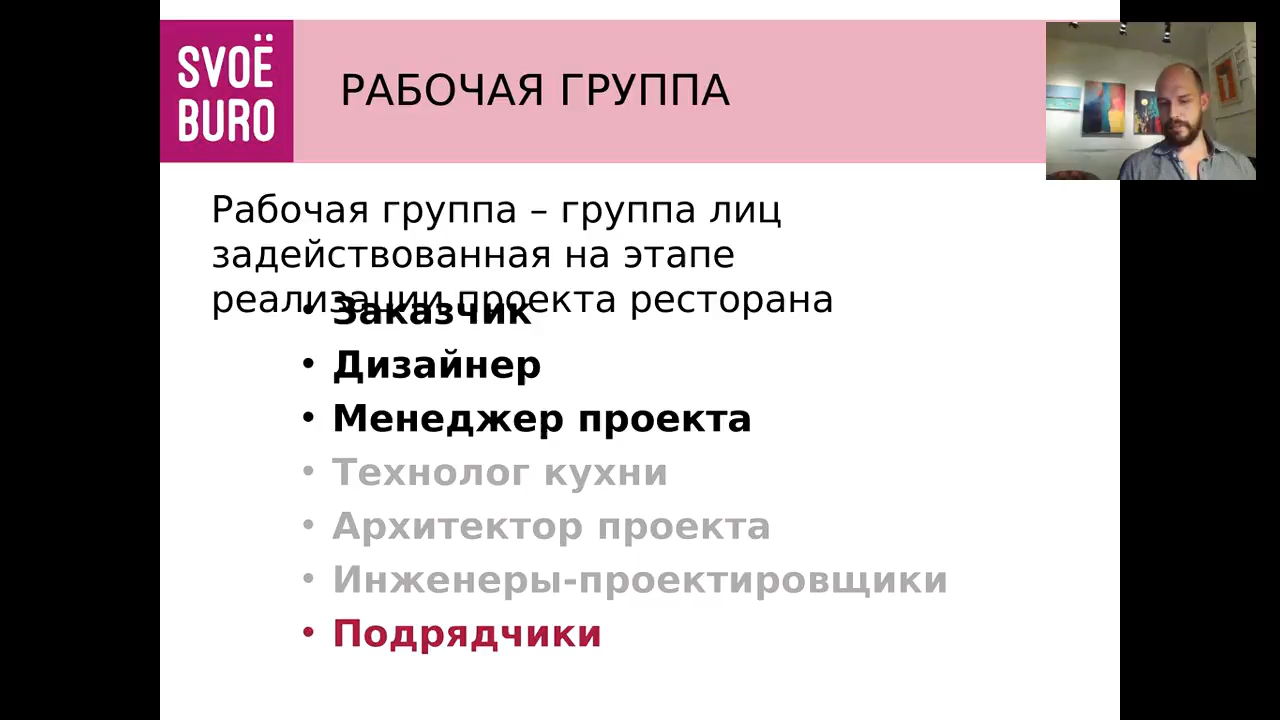 SVOЁ
BURO
РАБОЧАЯ ГРУППА
Рабочая группа – группа лиц
задействованная на этапе
реализации проекта ресторана
• Заказчик
• Дизайнер
• Менеджер проекта
• Технолог кухни
• Архитектор проекта
• Инженеры-проектировщики
• Подрядчики